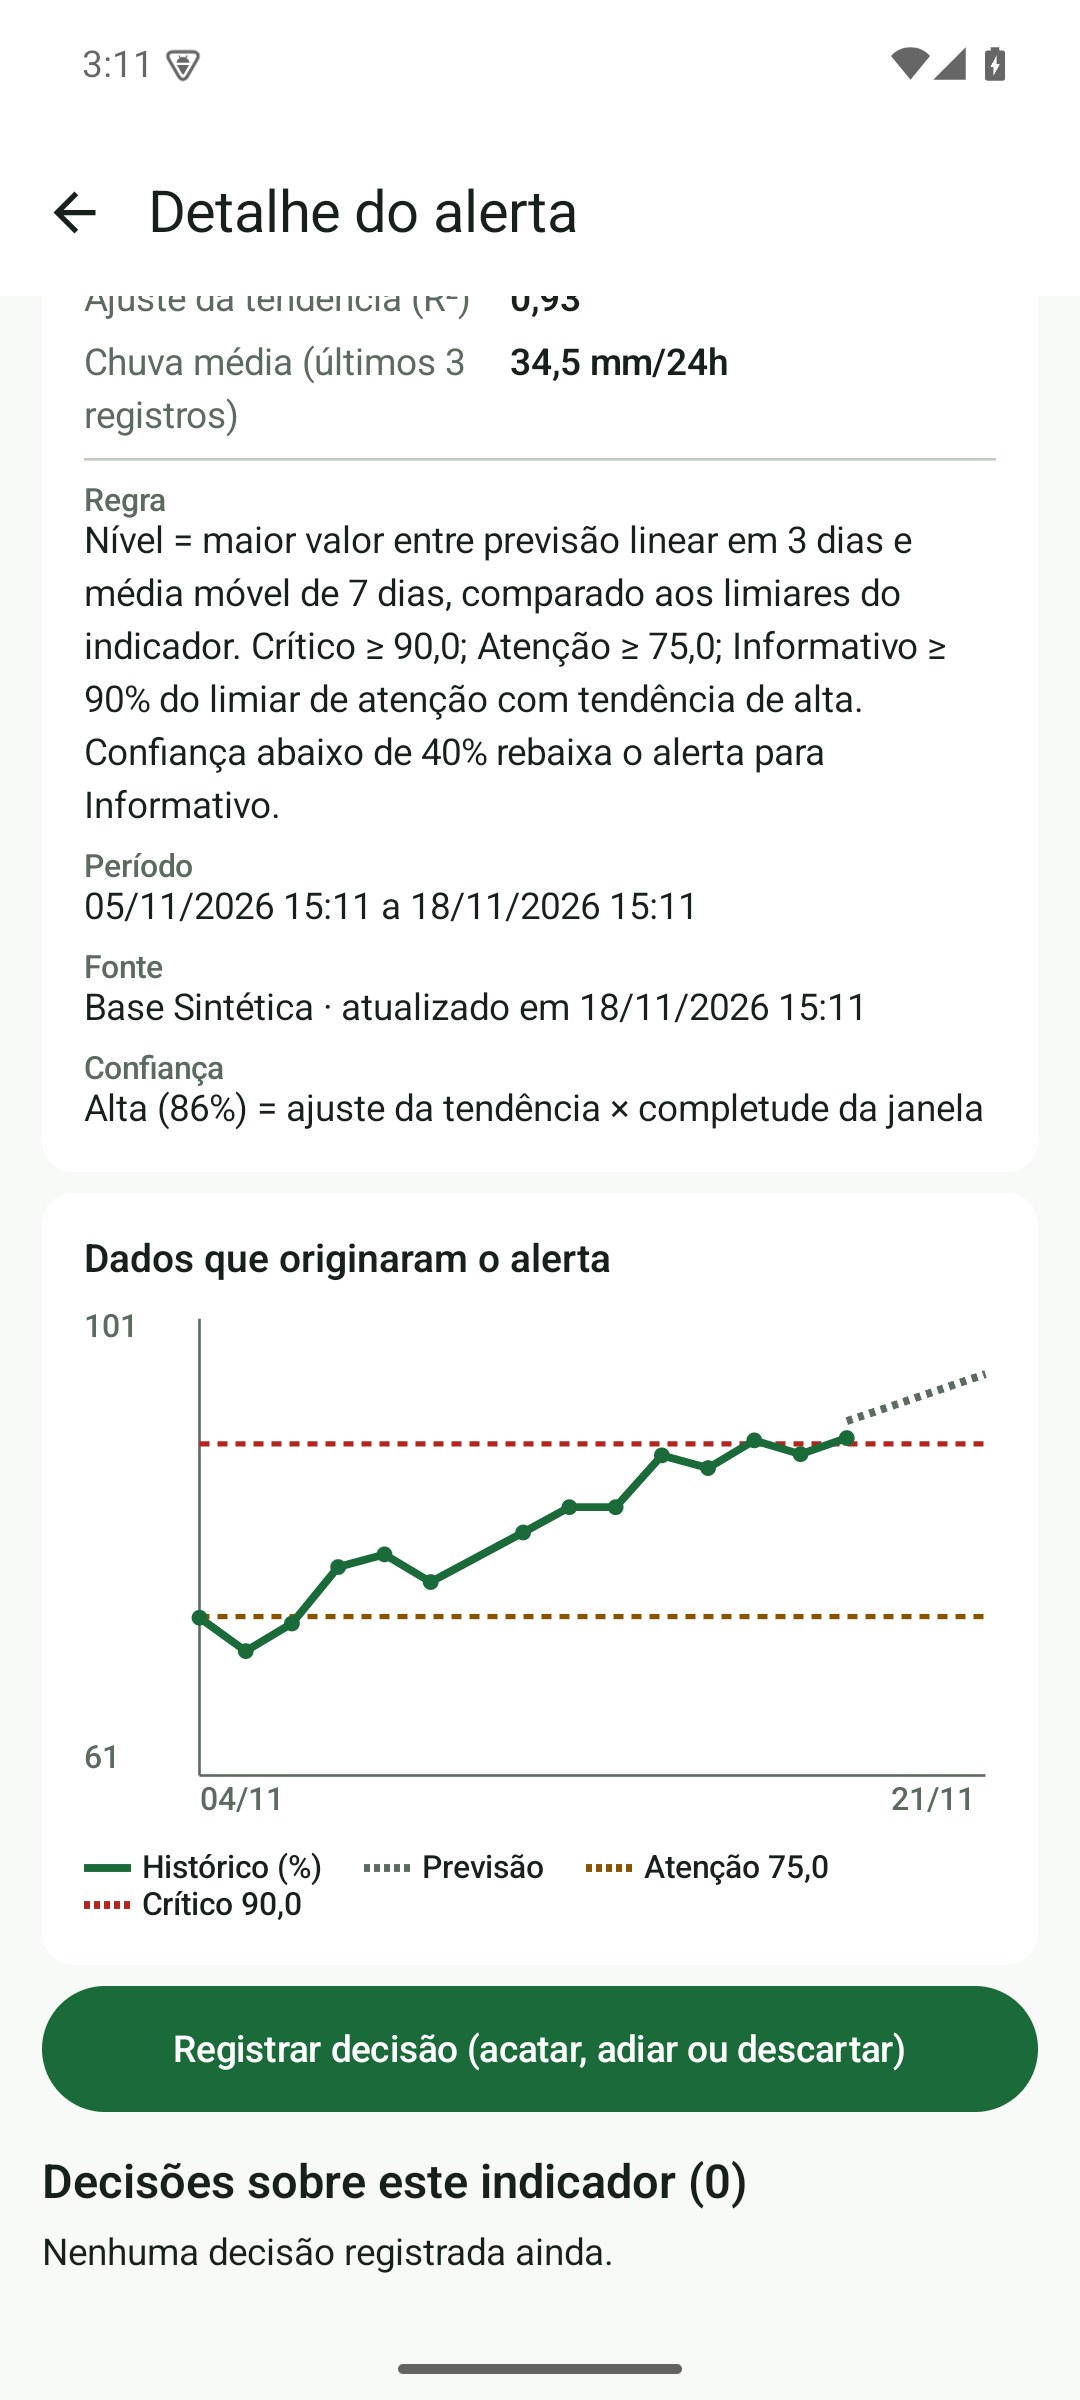 3:11
Detalhe do alerta
Ajuste da tendência (R²) 0,93
Chuva média (últimos 3 34,5 mm/24h
registros)
Regra
Nível = maior valor entre previsão linear em 3 dias e
média móvel de 7 dias, comparado aos limiares do
indicador. Crítico ≥ 90,0; Atenção ≥ 75,0; Informativo ≥
90% do limiar de atenção com tendência de alta.
Confiança abaixo de 40% rebaixa o alerta para
Informativo.
Período
05/11/2026 15:11 a 18/11/2026 15:11
Fonte
Base Sintética · atualizado em 18/11/2026 15:11
Confiança
Alta (86%) = ajuste da tendência × completude da janela
Dados que originaram o alerta
101
61
04/11 21/11
Histórico (%) Previsão Atenção 75,0
Crítico 90,0
Registrar decisão (acatar, adiar ou descartar)
Decisões sobre este indicador (0)
Nenhuma decisão registrada ainda.